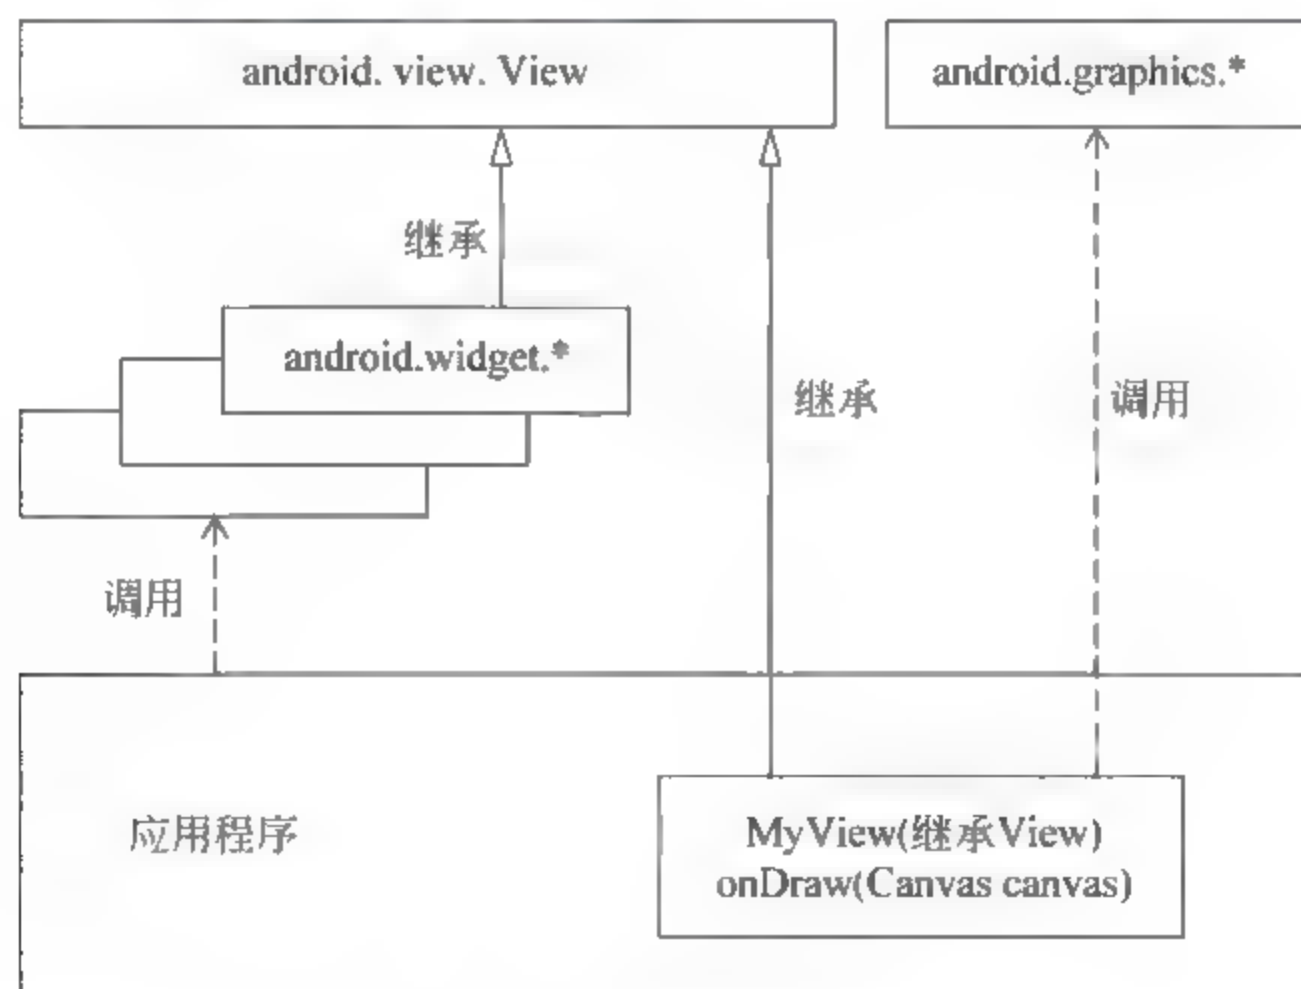 android. view. View
android.graphics.*
继承
android.widget.*
继承
调用
调用
应用程序
MyView(继承View)
onDraw(Canvas canvas)